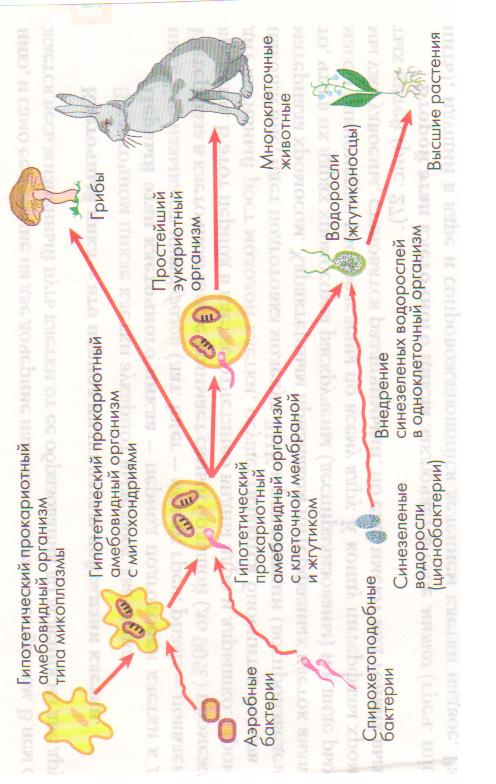 Гипотетический прокариотный
амебовидный организм
типа микоплазмы
Гипотетический прокариотный
амебовидный организм
с митохондриями
Грибы
Аэробные
бактерии
Гипотетический
прокариотный
амебовидный организм
с клеточной мембраной
и жгутиком
Простейший
эукариотный
организм
Многоклеточные
животные
Спирохетоподобные
бактерии
Синезеленые
водоросли
(цианобактерии)
Внедрение
синезеленых водорослей
в одноклеточный организм
Водоросли
(жгутиконосцы)
Высшие растения